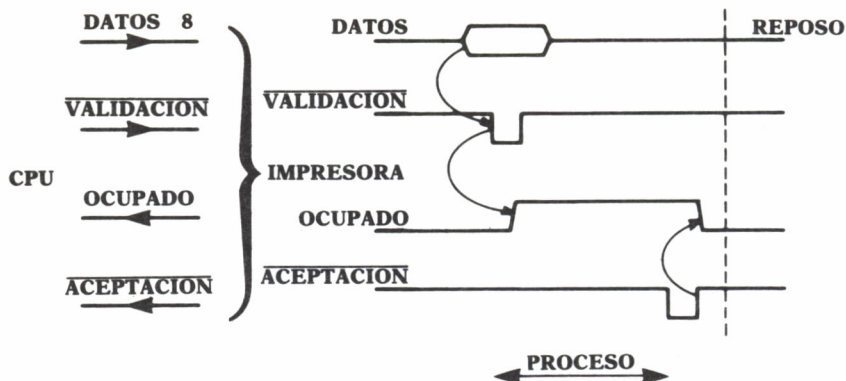 DATOS 8
VALIDACION
CPU
OCUPADO
ACEPTACION
IMPRESORA
DATOS
REPOSO
VALIDACION
OCUPADO
ACEPTACION
PROCESO